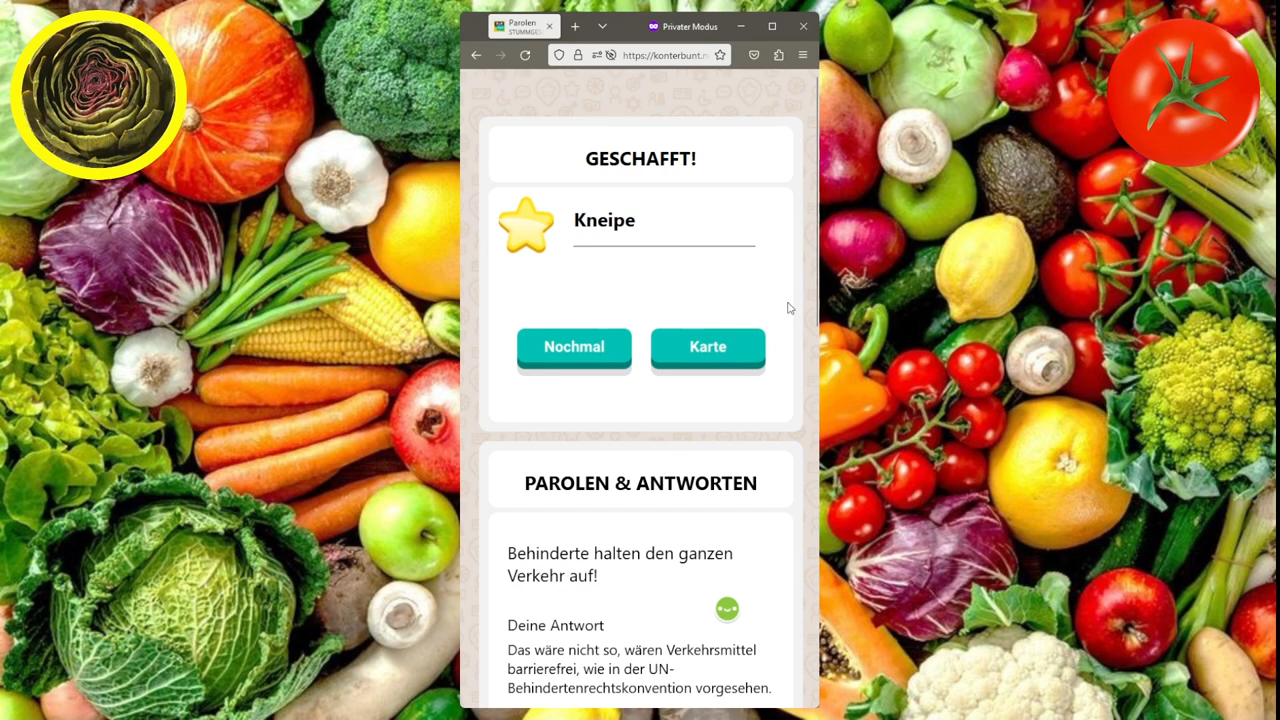 Parolen
STUMMGES
Privater Modus
https://konterbunt.
GESCHAFFT!
Kneipe
Nochmal
Karte
PAROLEN & ANTWORTEN
Behinderte halten den ganzen
Verkehr auf!
Deine Antwort
Das wäre nicht so, wären Verkehrsmittel
barrierefrei, wie in der UN-
Behindertenrechtskonvention vorgesehen.